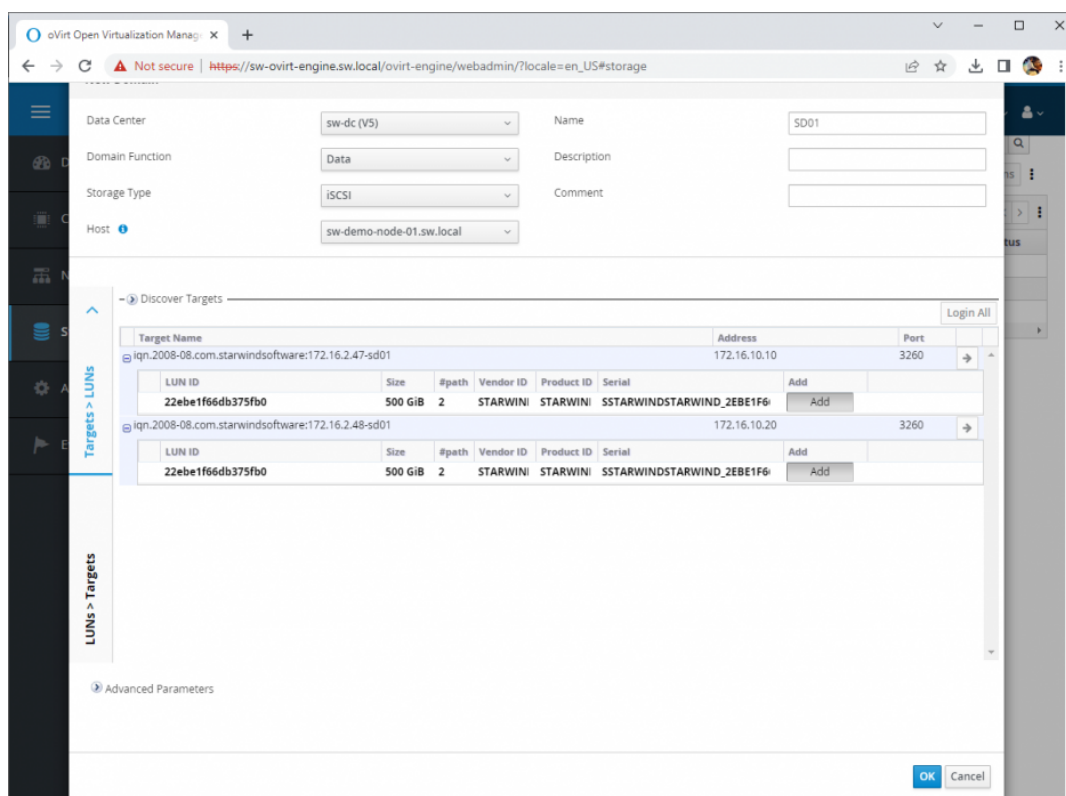 oVirt Open Virtualization Manag
Not secure | https://sw-ovirt-engine.sw.local/ovirt-engine/webadmin/?locale=en_US#storage
Data Center sw-dc (V5) Name SD01
Domain Function Data Description
Storage Type iSCSI Comment
Host sw-demo-node-01.sw.local
tus
Discover Targets
Login All
Target Name Address Port
iqn.2008-08.com.starwindsoftware:172.16.2.47-sd01 172.16.10.10 3260
LUN ID Size #path Vendor ID Product ID Serial Add
22ebe1f66db375fb0 500 GiB 2 STARWINI STARWINI SSTARWINDSTARWIND_2EBE1F6 Add
iqn.2008-08.com.starwindsoftware:172.16.2.48-sd01 172.16.10.20 3260
LUN ID Size #path Vendor ID Product ID Serial Add
22ebe1f66db375fb0 500 GiB 2 STARWINI STARWINI SSTARWINDSTARWIND_2EBE1F6 Add
Targets > LUNs
LUNs > Targets
Advanced Parameters
OK Cancel